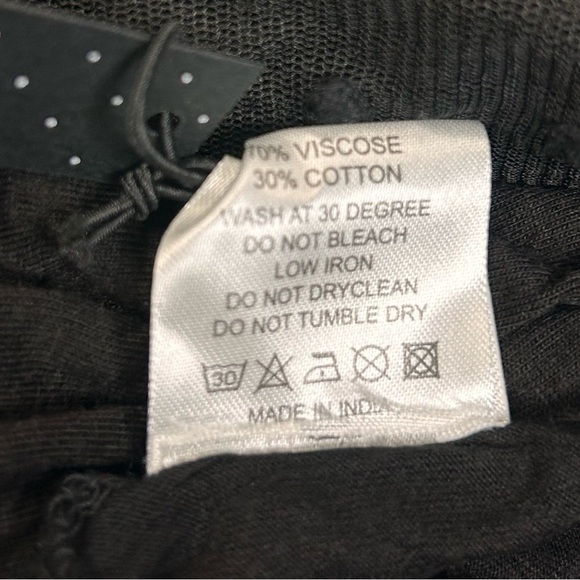 70% VISCOSE
30% COTTON
WASH AT 30 DEGREE
DO NOT BLEACH
LOW IRON
DO NOT DRYCLEAN
DO NOT TUMBLE DRY
30
MADE IN INDIA